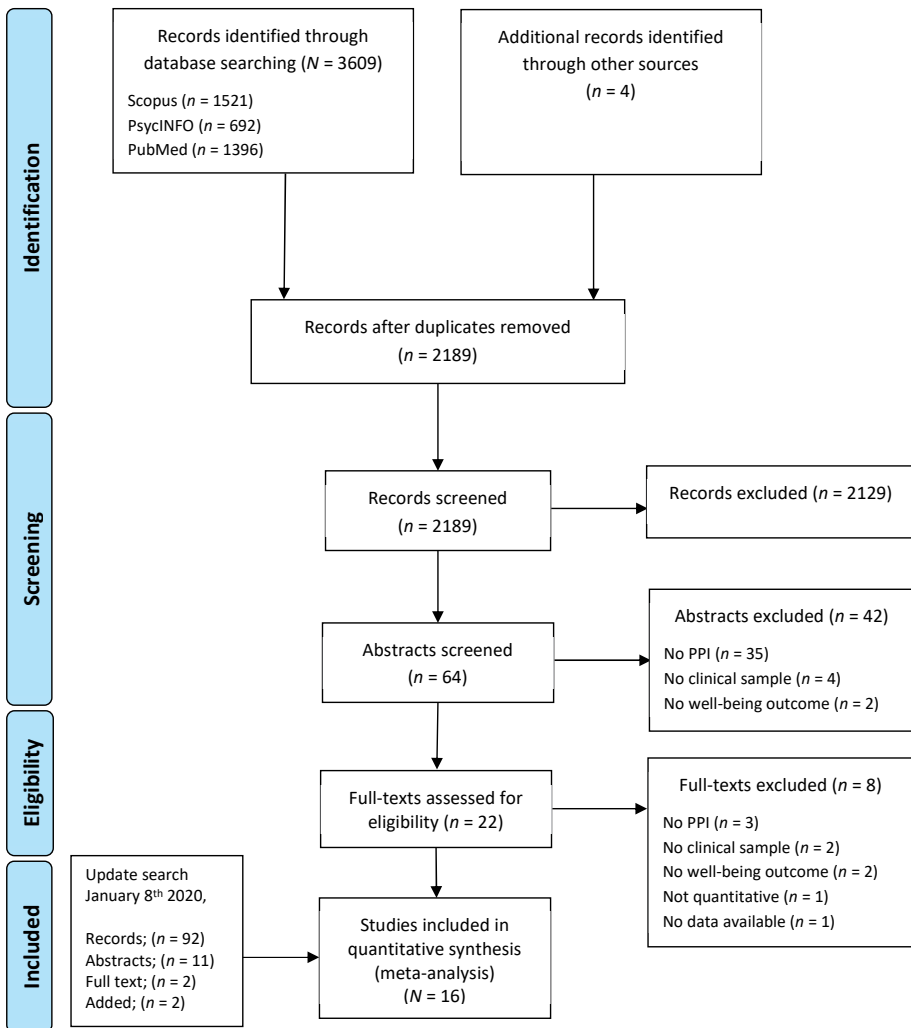 Identification
Records identified through
database searching (N = 3609)
Scopus (n = 1521)
PsycINFO (n = 692)
PubMed (n = 1396)
Additional records identified
through other sources
(n = 4)
Records after duplicates removed
(n = 2189)
Screening
Records screened
(n = 2189)
Records excluded (n = 2129)
Abstracts screened
(n = 64)
Abstracts excluded (n = 42)
No PPI (n = 35)
No clinical sample (n = 4)
No well-being outcome (n = 2)
Eligibility
Full-texts assessed for
eligibility (n = 22)
Full-texts excluded (n = 8)
No PPI (n = 3)
No clinical sample (n = 2)
No well-being outcome (n = 2)
Not quantitative (n = 1)
No data available (n = 1)
Included
Update search
January 8th 2020,
Records; (n = 92)
Abstracts; (n = 11)
Full text; (n = 2)
Added; (n = 2)
Studies included in
quantitative synthesis
(meta-analysis)
(N = 16)